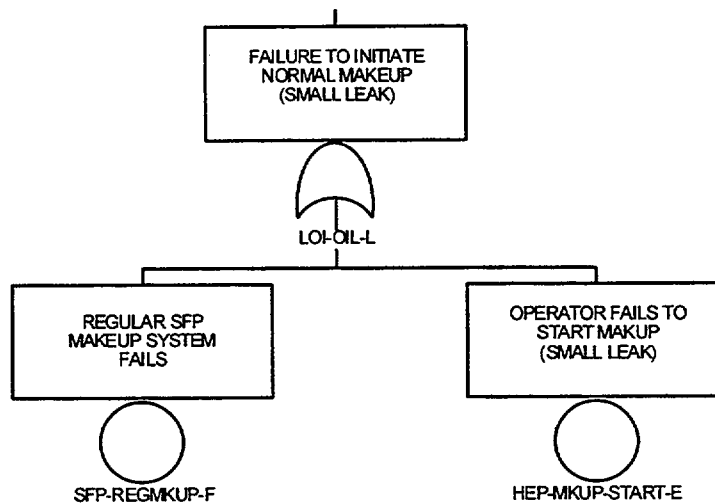 FAILURE TO INITIATE
NORMAL MAKEUP
(SMALL LEAK)
LOI-OIL-L
REGULAR SFP
MAKEUP SYSTEM
FAILS
OPERATOR FAILS TO
START MAKUP
(SMALL LEAK)
SFP-REGMKUP-F
HEP-MKUP-START-E